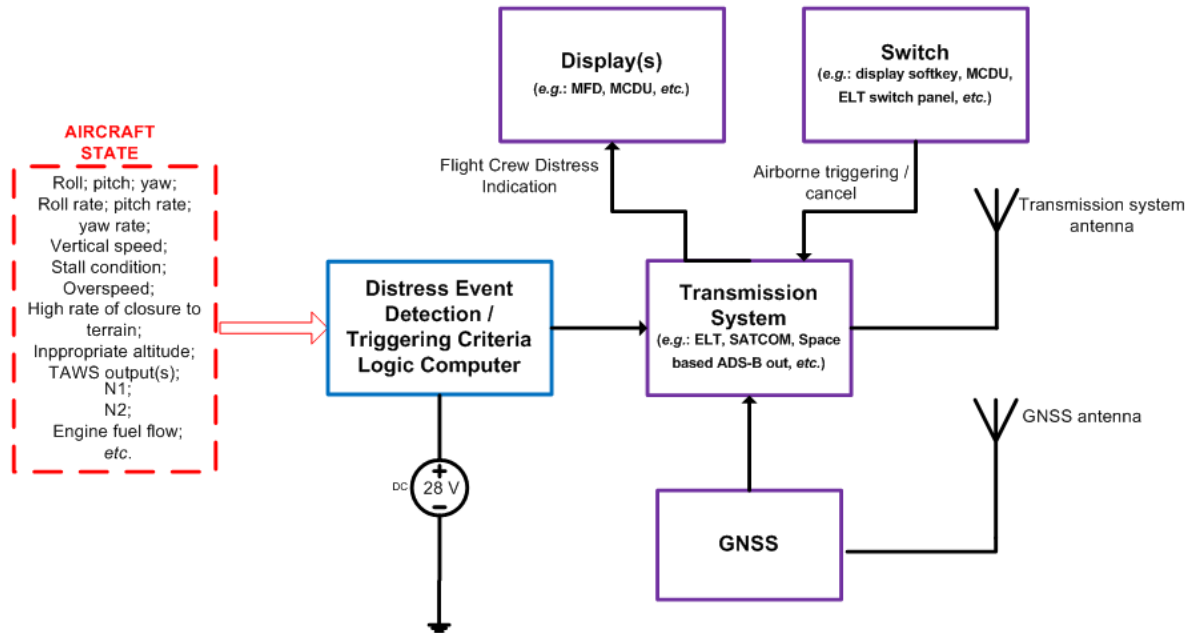 AIRCRAFT
STATE
Roll; pitch; yaw;
Roll rate; pitch rate;
yaw rate;
Vertical speed;
Stall condition;
Overspeed;
High rate of closure to
terrain;
Inppropriate altitude;
TAWS output(s);
N1;
N2;
Engine fuel flow;
etc.
Distress Event
Detection /
Triggering Criteria
Logic Computer
DC
+
28 V
–
Display(s)
(e.g.: MFD, MCDU, etc.)
Flight Crew Distress
Indication
Switch
(e.g.: display softkey, MCDU,
ELT switch panel, etc.)
Airborne triggering /
cancel
Transmission
System
(e.g.: ELT, SATCOM, Space
based ADS-B out, etc.)
Transmission system
antenna
GNSS
GNSS antenna